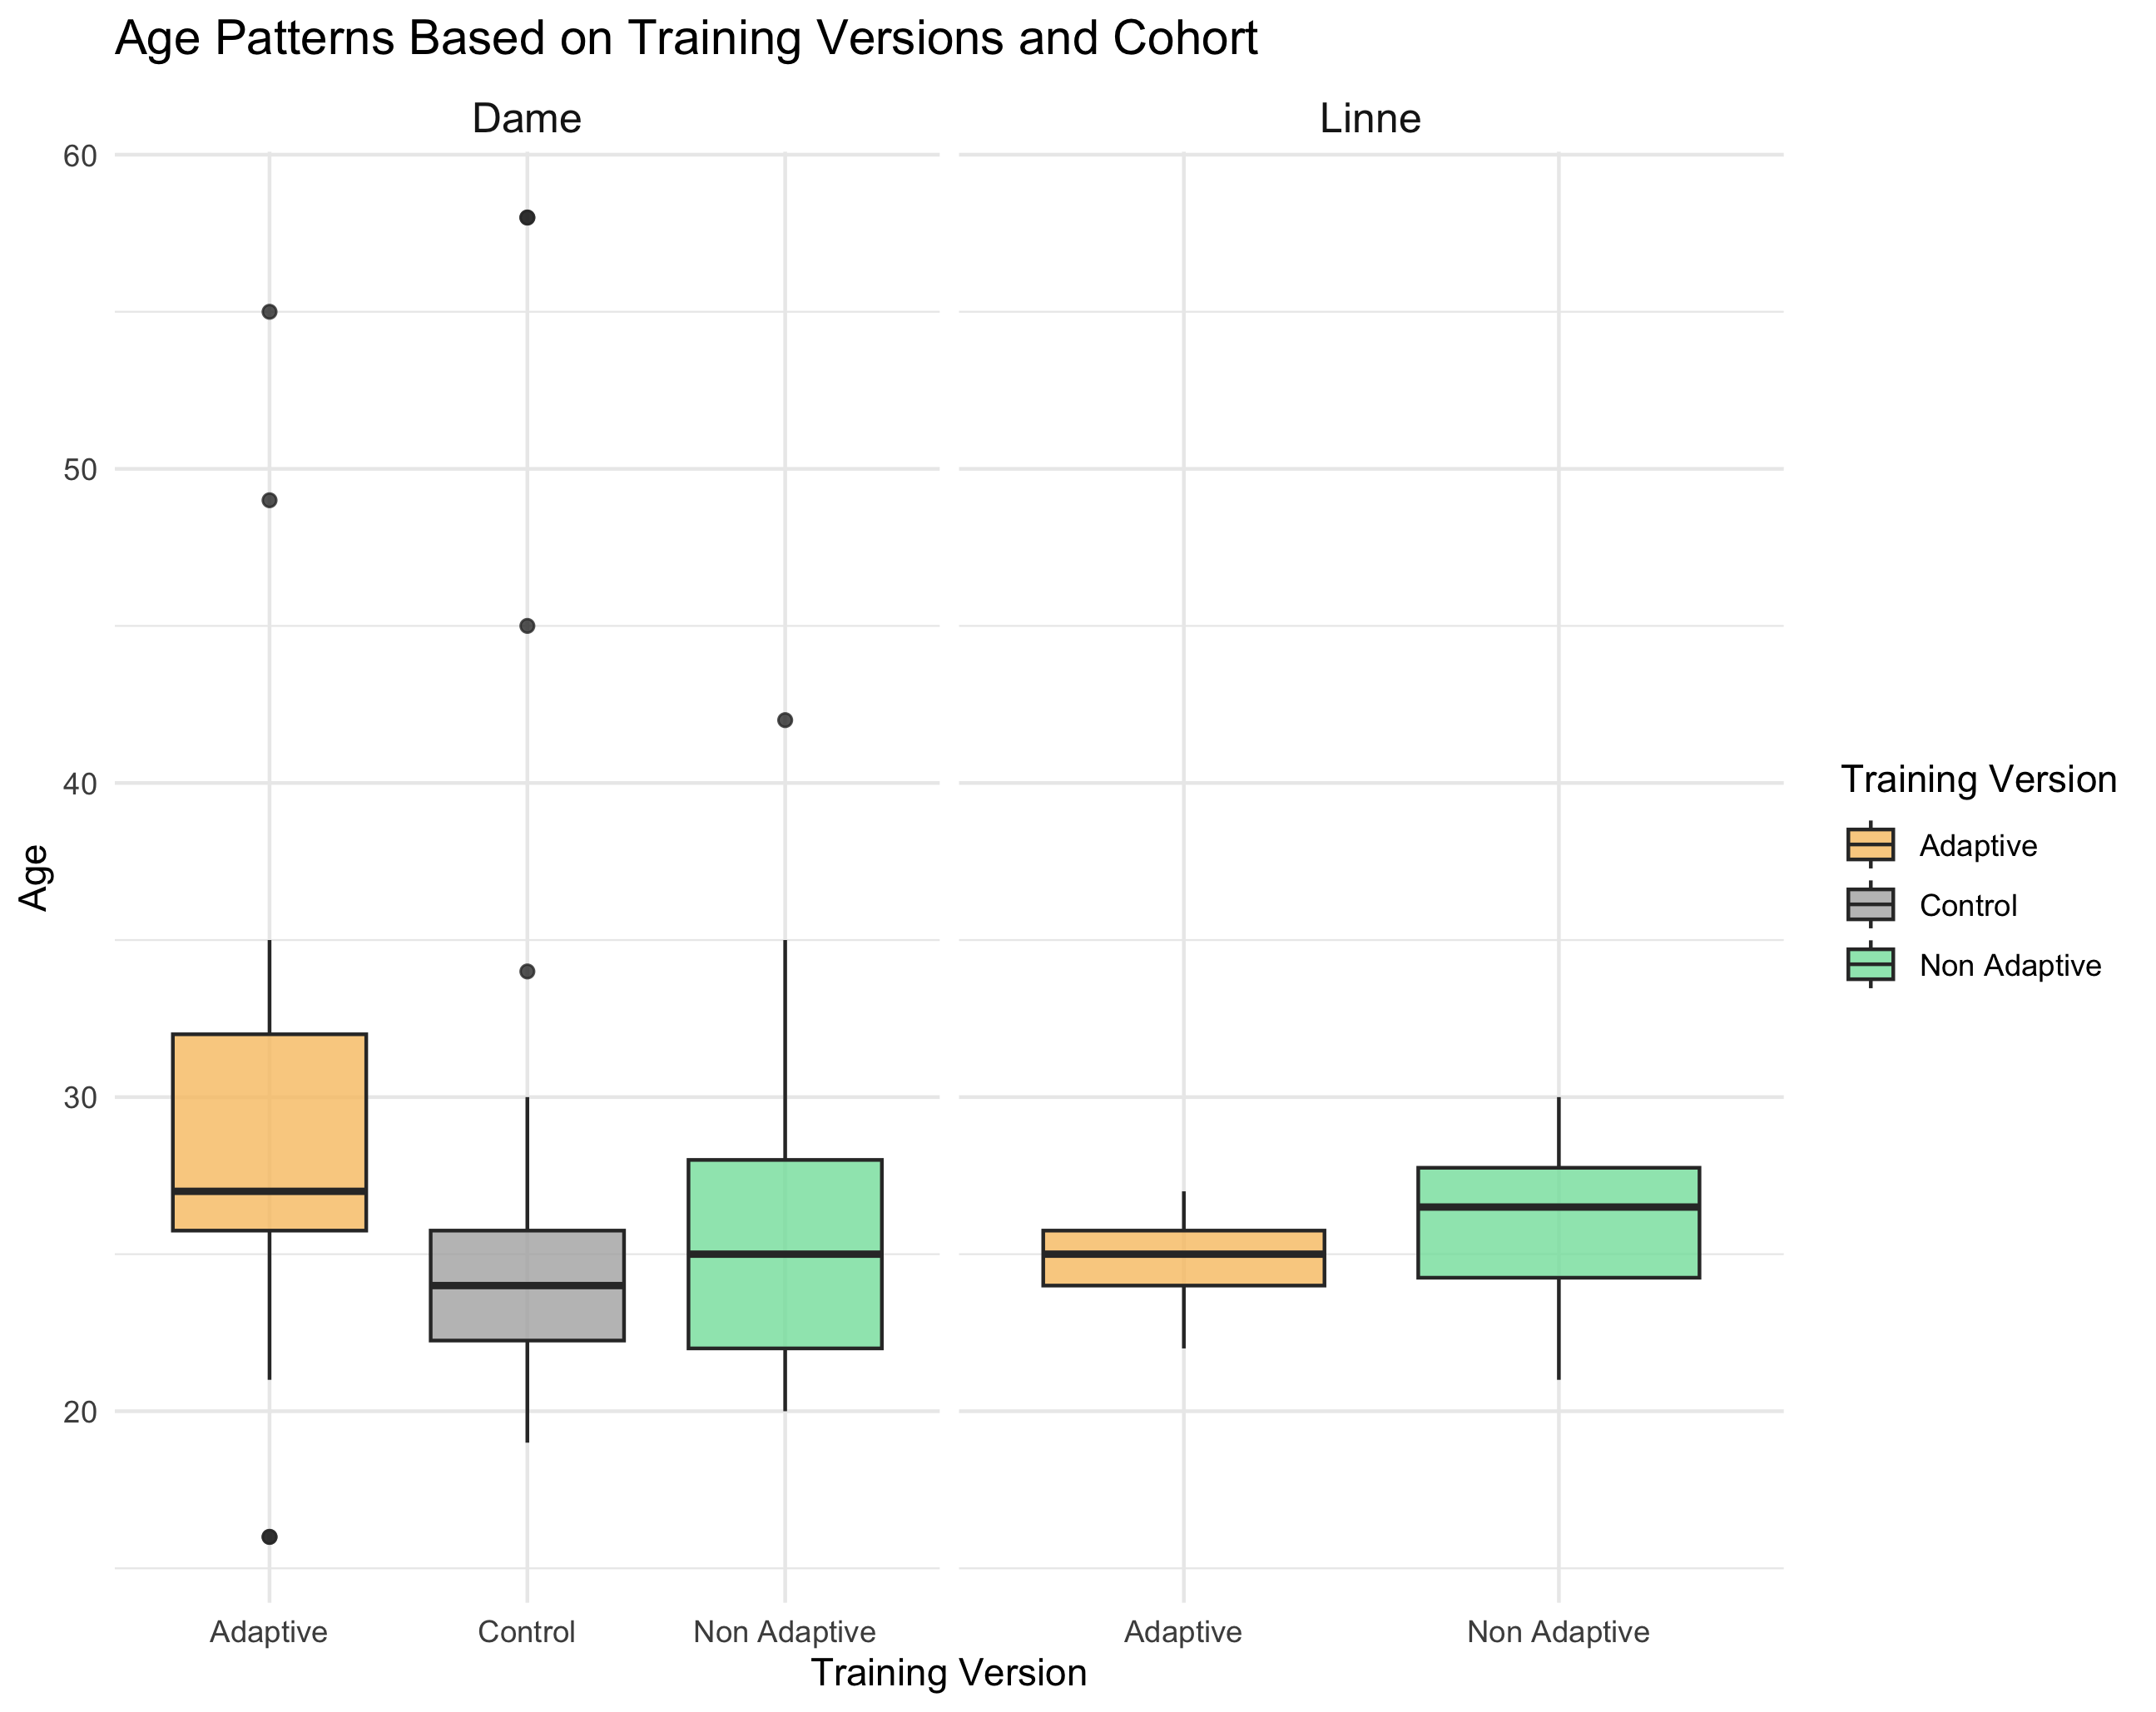 Age Patterns Based on Training Versions and Cohort
Dame
Linne
60
50
40
30
20
Age
Adaptive
Control
Non Adaptive
Adaptive
Non Adaptive
Training Version
Training Version
Adaptive
Control
Non Adaptive